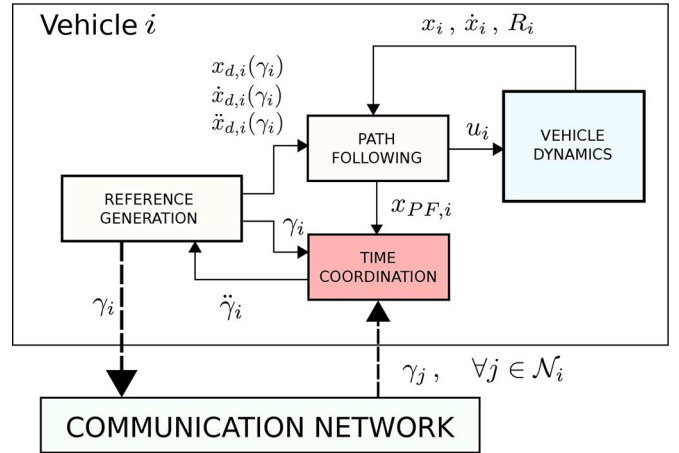 Vehicle i
x_i , ẋ_i , R_i
x_{d,i}(γ_i)
ẋ_{d,i}(γ_i)
ẍ_{d,i}(γ_i)
PATH
FOLLOWING
u_i
VEHICLE
DYNAMICS
REFERENCE
GENERATION
x_{PF,i}
γ_i
TIME
COORDINATION
γ_i
γ̈_i
γ_j , ∀j ∈ 𝒩_i
COMMUNICATION NETWORK